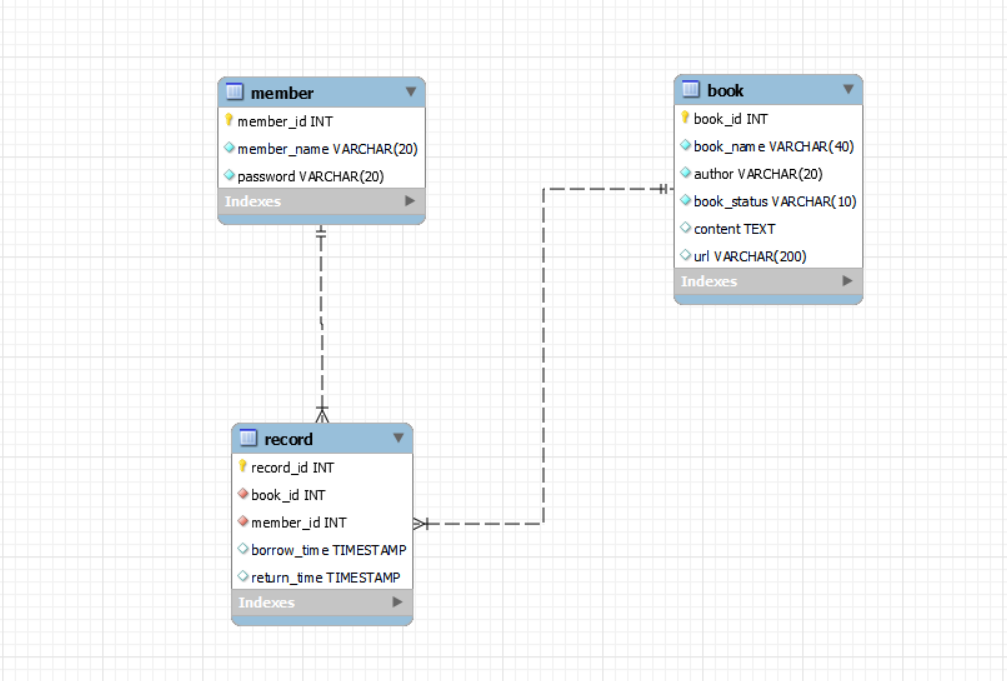 member
member_id INT
member_name VARCHAR(20)
password VARCHAR(20)
Indexes
book
book_id INT
book_name VARCHAR(40)
author VARCHAR(20)
book_status VARCHAR(10)
content TEXT
url VARCHAR(200)
Indexes
record
record_id INT
book_id INT
member_id INT
borrow_time TIMESTAMP
return_time TIMESTAMP
Indexes